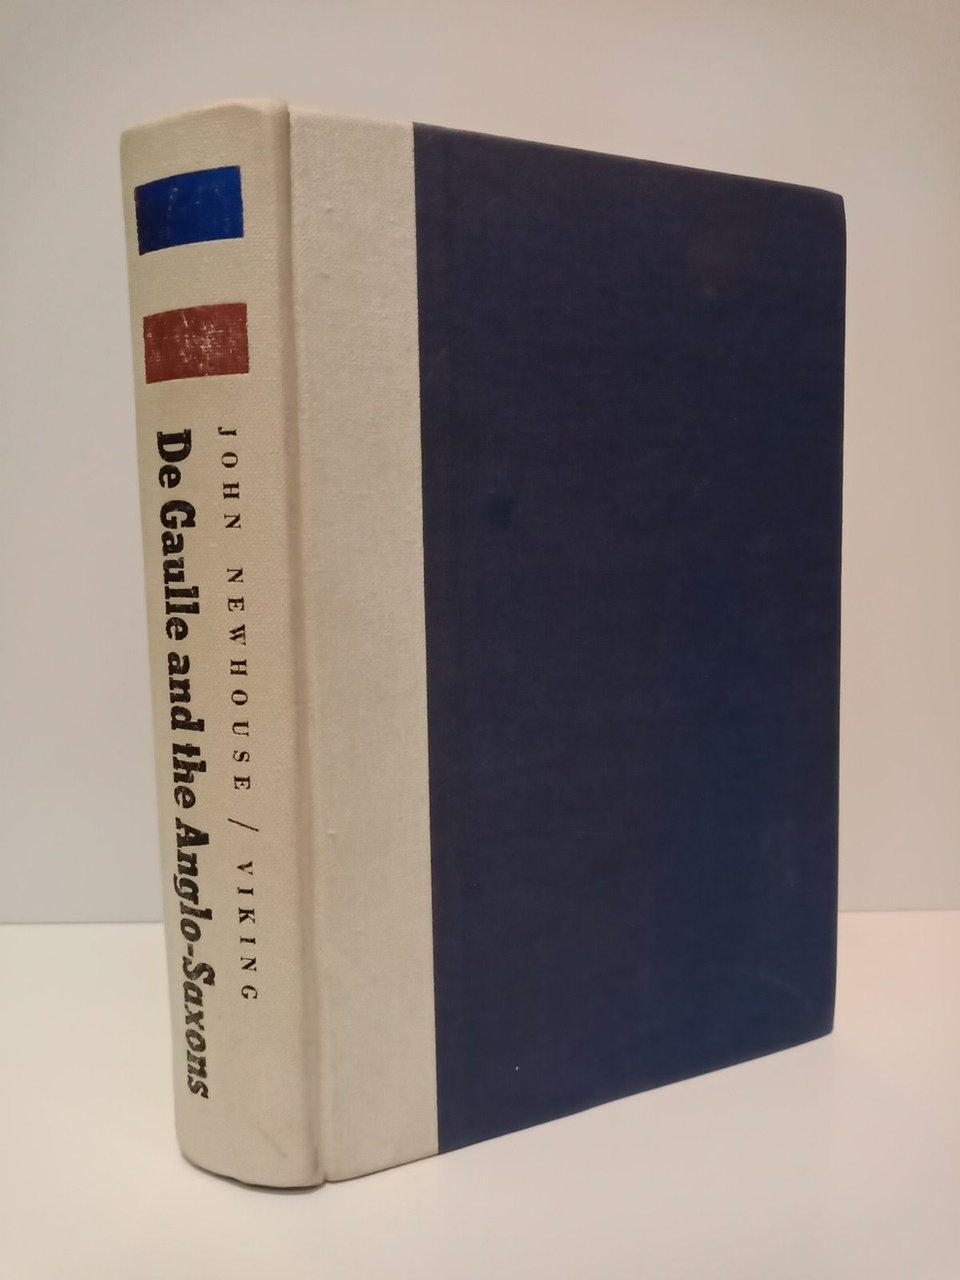 JOHN NEWHOUSE / VIKING
De Gaulle and the Anglo-Saxons